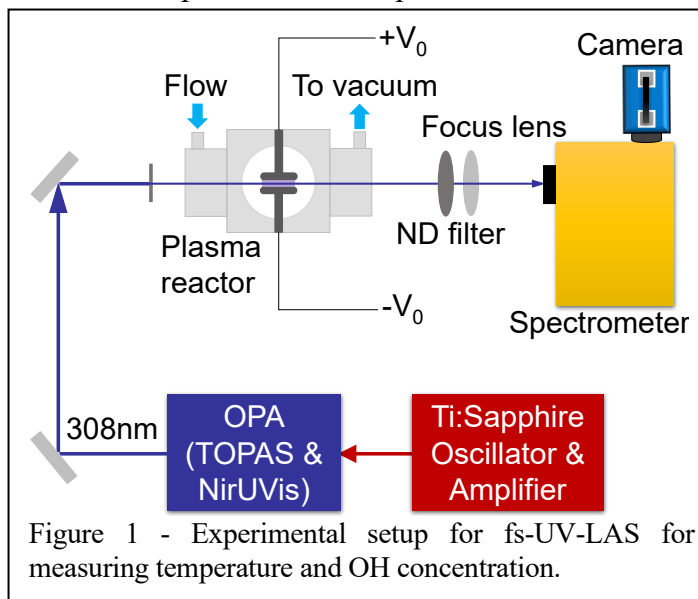 +V0
Camera
Flow
To vacuum
Focus lens
Plasma
reactor
ND filter
-V0
Spectrometer
308nm
OPA
(TOPAS &
NirUVis)
Ti:Sapphire
Oscillator &
Amplifier
Figure 1 - Experimental setup for fs-UV-LAS for
measuring temperature and OH concentration.